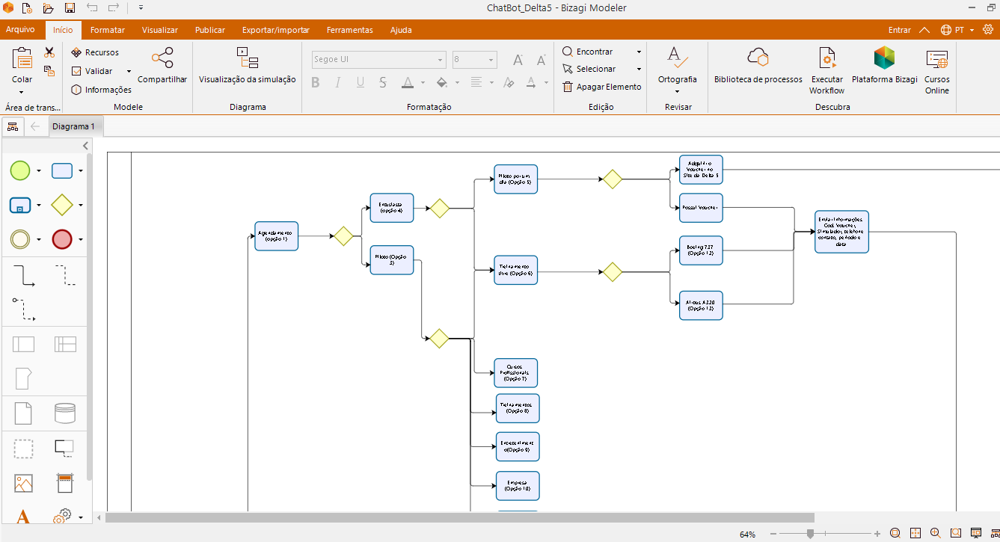 ChatBot_Delta5 - Bizagi Modeler
Arquivo
Início
Formatar
Visualizar
Publicar
Exportar/importar
Ferramentas
Ajuda
Entrar
PT
Colar
Área de trans...
Recursos
Validar
Informações
Compartilhar
Modele
Visualização da simulação
Diagrama
Segoe UI
8
B
I
U
S
A
A
A
A
Formatação
Encontrar
Selecionar
Apagar Elemento
Edição
A
Ortografia
Revisar
Biblioteca de processos
Executar
Workflow
Plataforma Bizagi
Cursos
Online
Descubra
Diagrama 1
Agendamento
(opção 1)
Entusiasta
(opção 4)
Piloto (Opção
3)
Piloto por um
dia (Opção 5)
Treinamento
livre (Opção 6)
Cursos
Profissionais
(Opção 7)
Treinamentos
(Opção 8)
Entreteniment
o(Opção 9)
Empresa
(Opção 10)
Adquirir o
Voucher no
Site da Delta 5
Possui Voucher
Boeing 737
(Opção 12)
Airbus A320
(Opção 13)
Enviar Informações
Cod. Voucher,
Simulador, telefone
contato, período e
data
A
64%